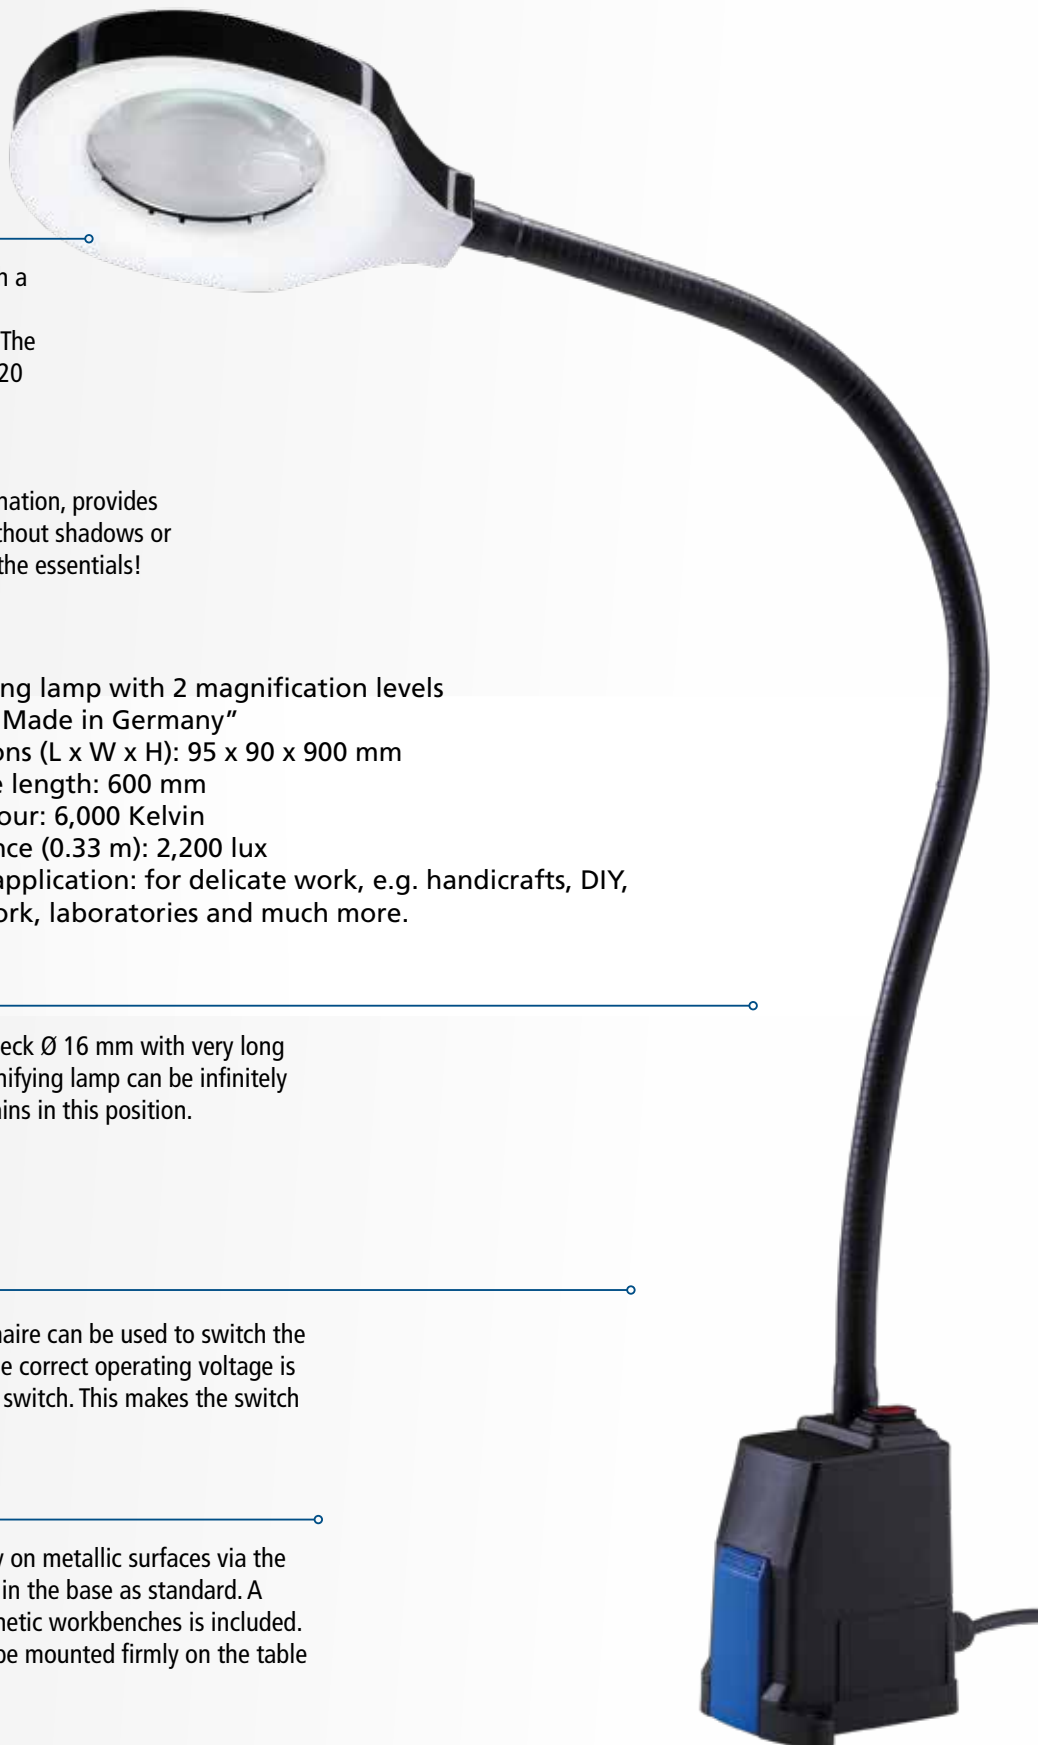 n a
The
20
nation, provides
thout shadows or
the essentials!
ng lamp with 2 magnification levels
Made in Germany”
ons (L x W x H): 95 x 90 x 900 mm
e length: 600 mm
our: 6,000 Kelvin
nce (0.33 m): 2,200 lux
application: for delicate work, e.g. handicrafts, DIY,
ork, laboratories and much more.
eck Ø 16 mm with very long
nifying lamp can be infinitely
ins in this position.
naire can be used to switch the
e correct operating voltage is
switch. This makes the switch
y on metallic surfaces via the
in the base as standard. A
netic workbenches is included.
be mounted firmly on the table